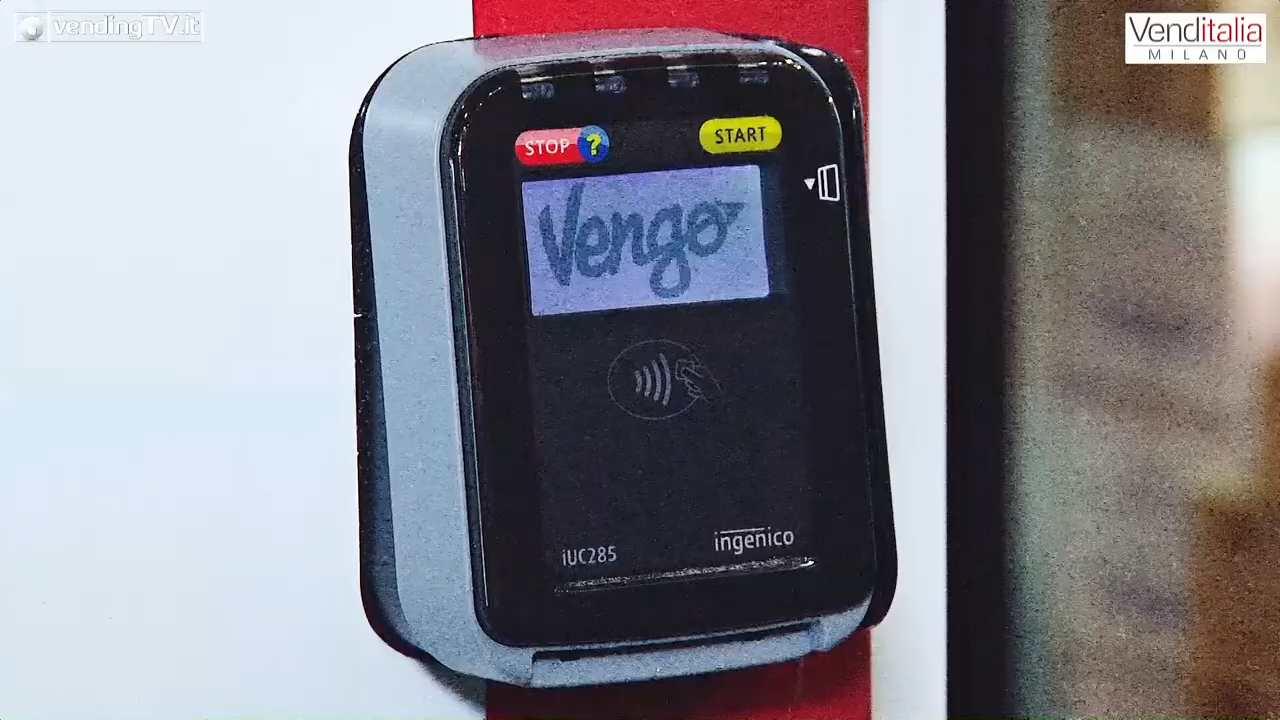 vendingTV.it
Venditalia
MILANO
STOP ?
START
Vengo
iUC285
ingenico